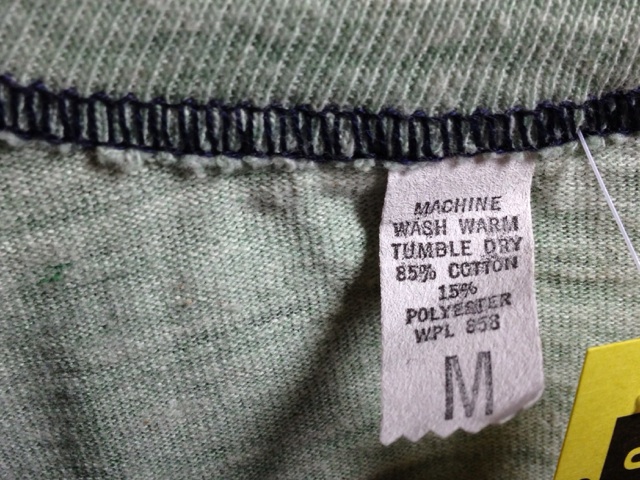 MACHINE
WASH WARM
TUMBLE DRY
85% COTTON
15%
POLYESTER
WPL 858
M